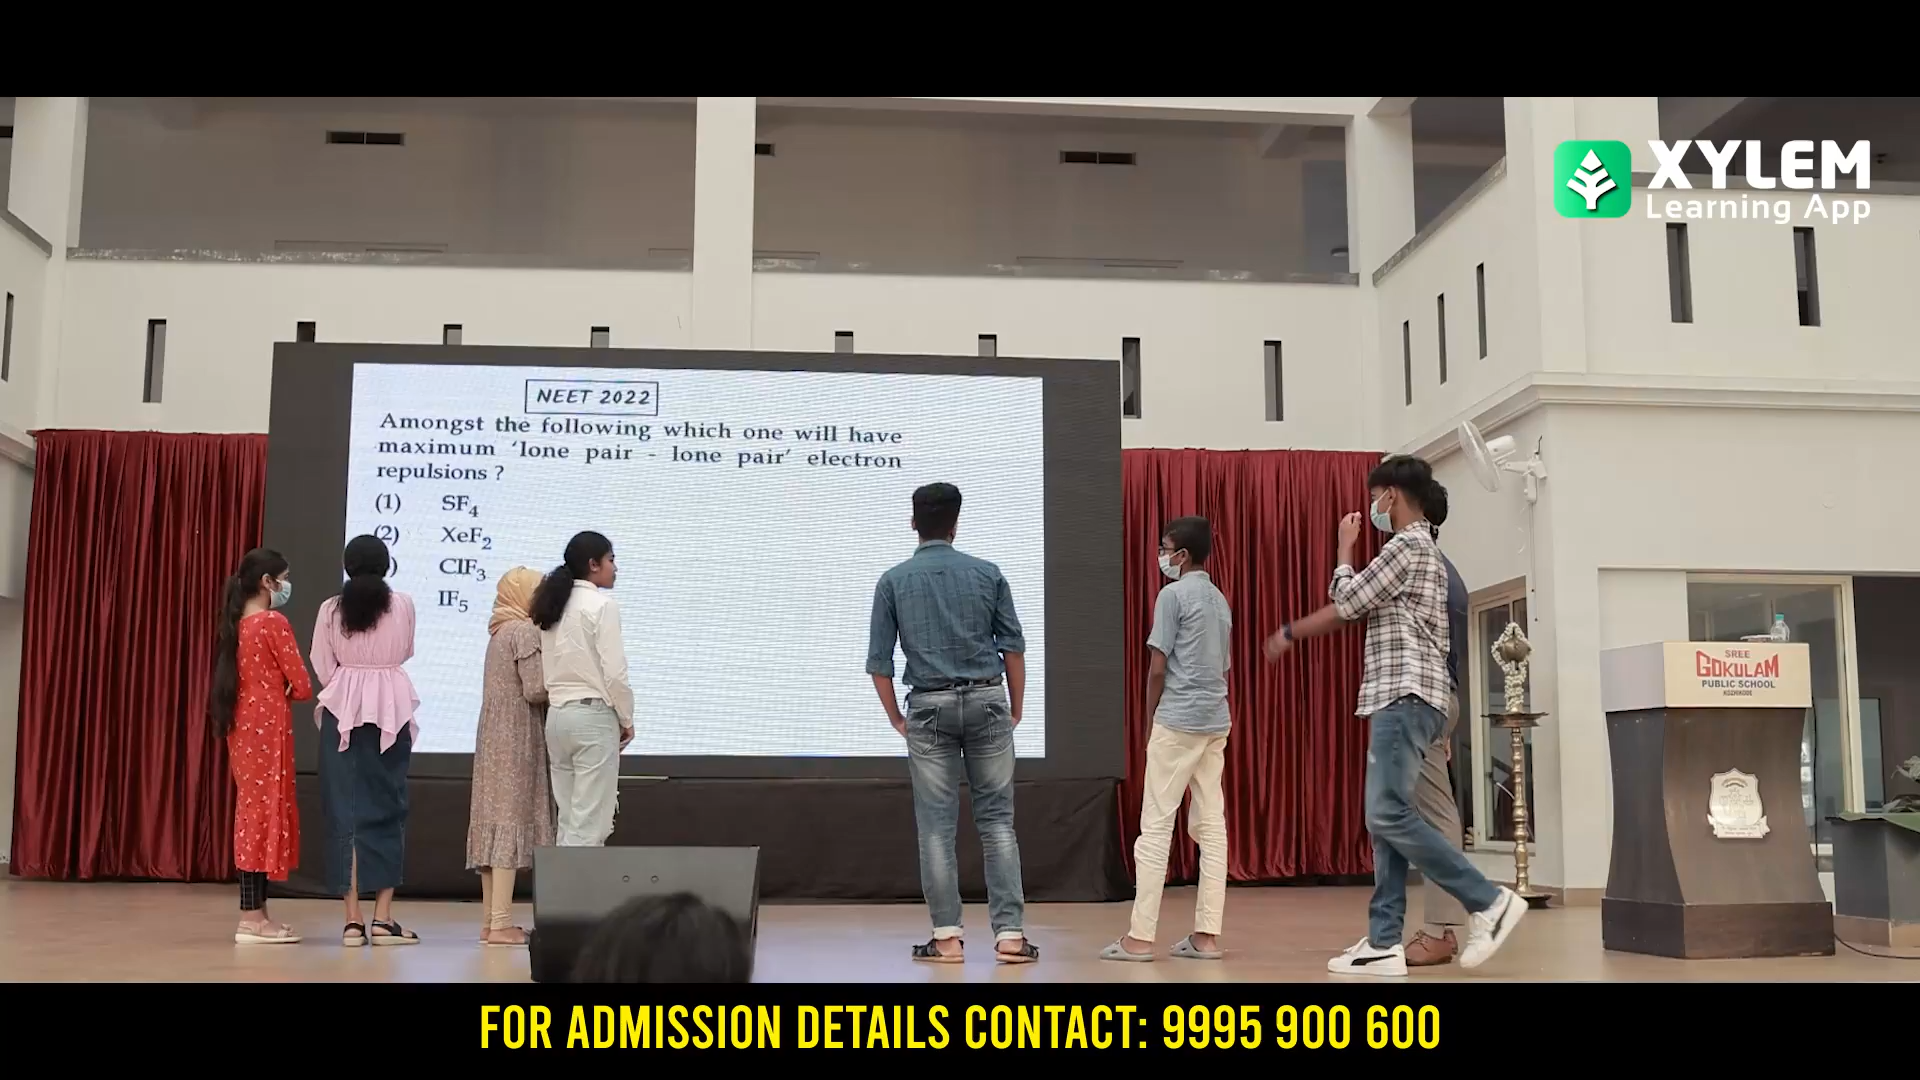 XYLEM
Learning App
NEET 2022
Amongst the following which one will have
maximum ‘lone pair - lone pair’ electron
repulsions ?
(1) SF₄
(2) XeF₂
) ClF₃
IF₅
SREE
GOKULAM
PUBLIC SCHOOL
KOZHIKODE
FOR ADMISSION DETAILS CONTACT: 9995 900 600